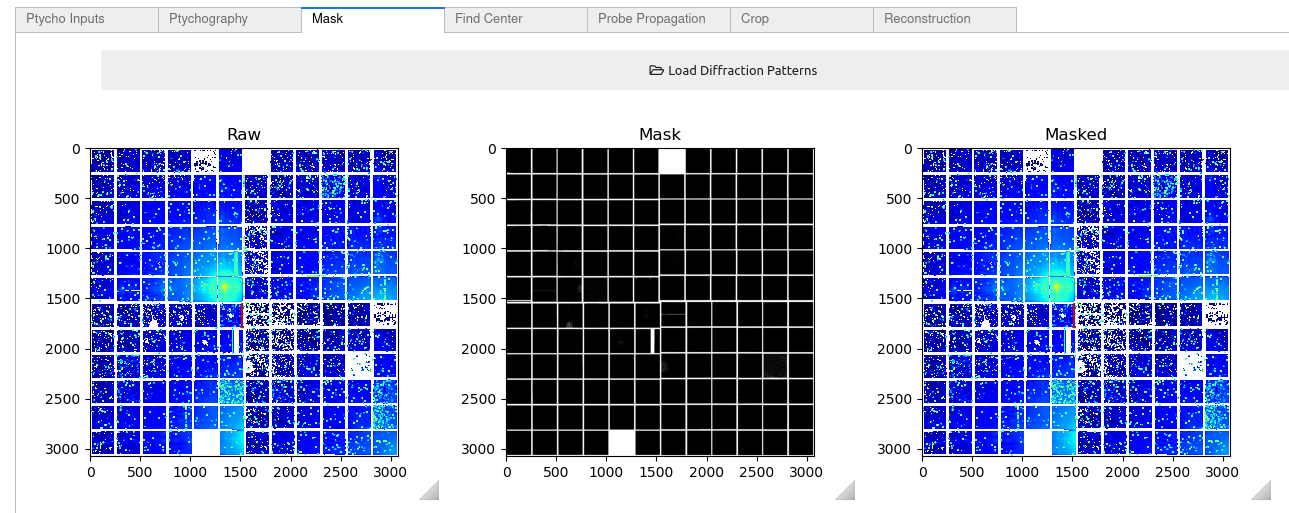 Ptycho Inputs Ptychography Mask Find Center Probe Propagation Crop Reconstruction
Load Diffraction Patterns
Raw Mask Masked
0 0 0
500 500 500
1000 1000 1000
1500 1500 1500
2000 2000 2000
2500 2500 2500
3000 3000 3000
0 500 1000 1500 2000 2500 3000 0 500 1000 1500 2000 2500 3000 0 500 1000 1500 2000 2500 3000